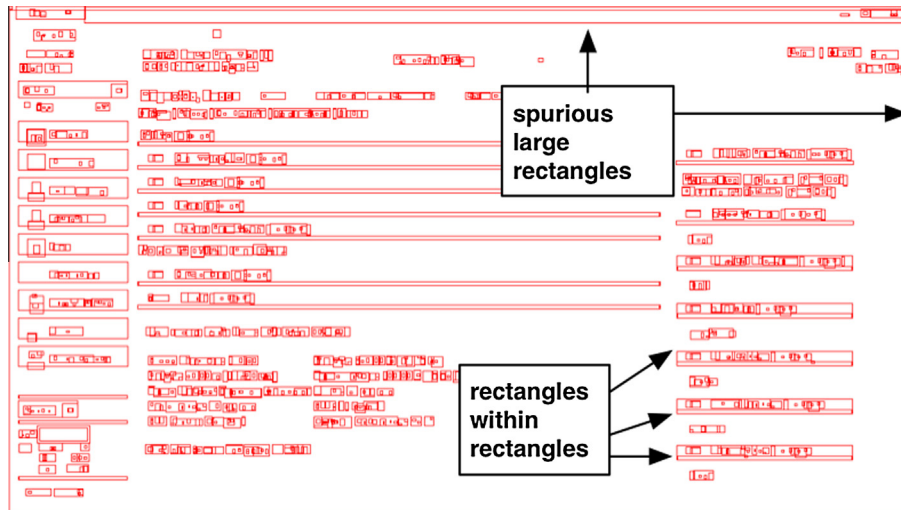 spurious
large
rectangles
rectangles
within
rectangles